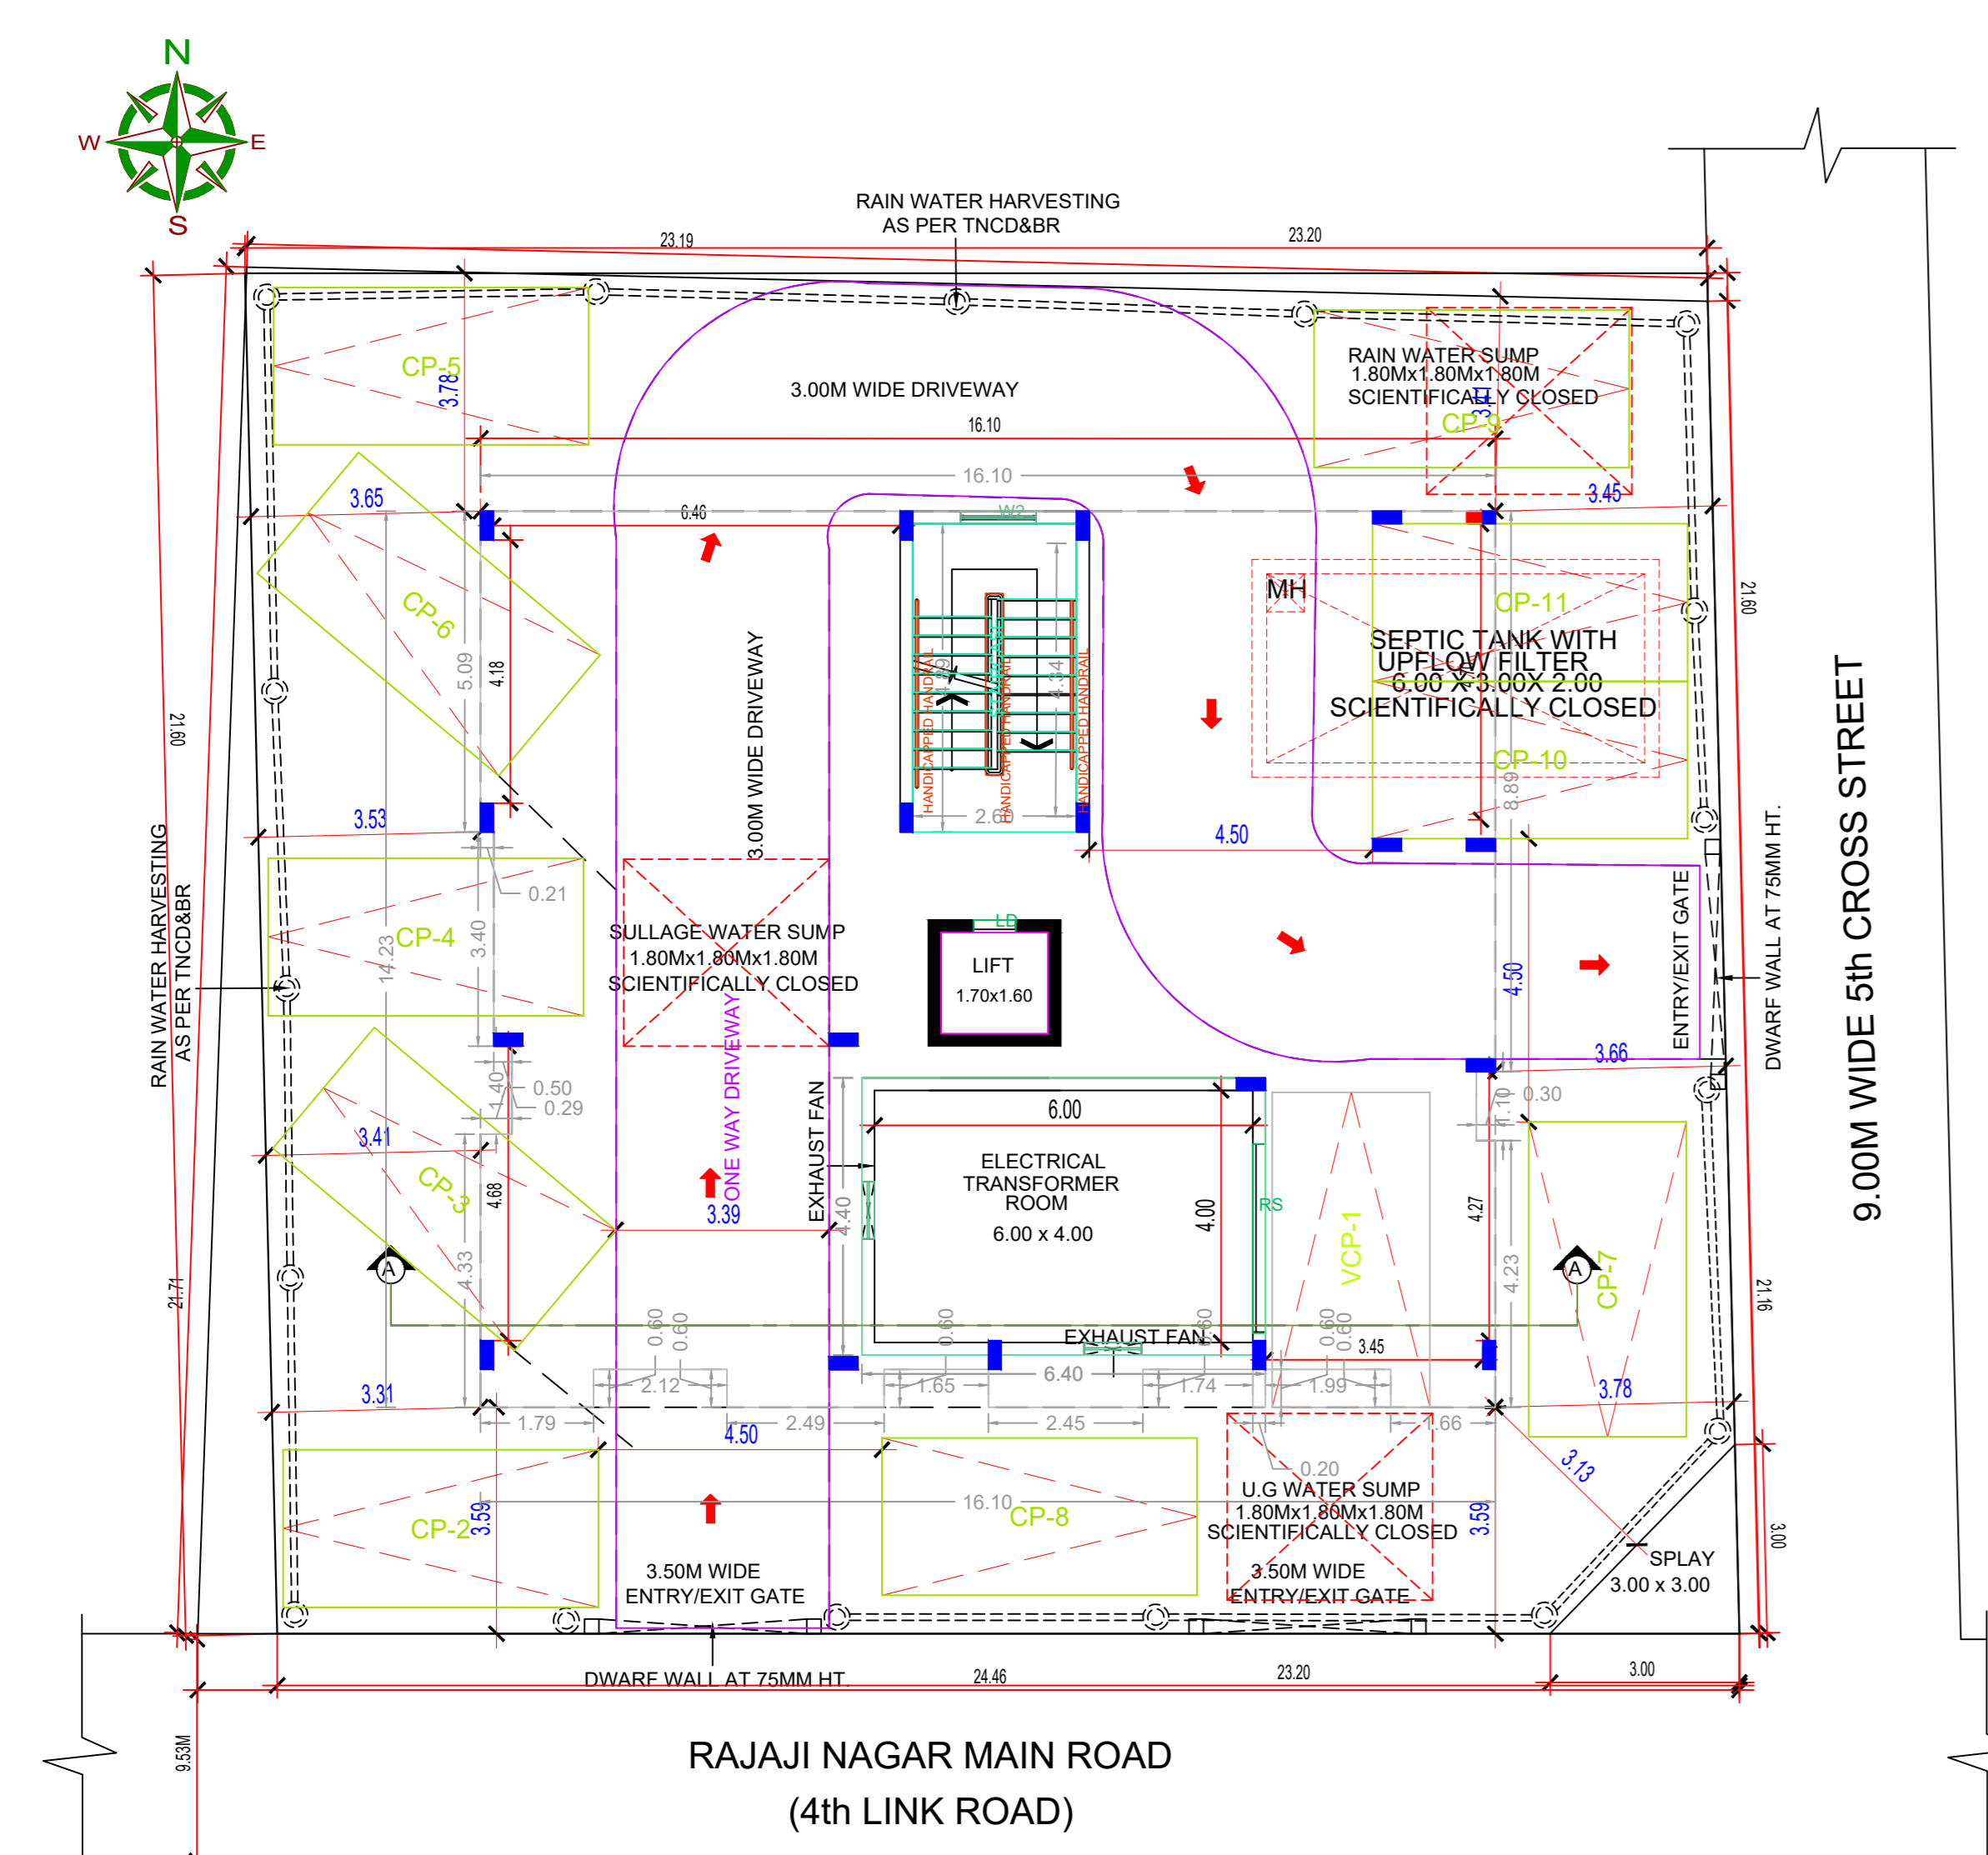 N
W
E
S
RAIN WATER HARVESTING
AS PER TNCD&BR
23.19
23.20
CP-5
3.78
3.00M WIDE DRIVEWAY
RAIN WATER SUMP
1.80Mx1.80Mx1.80M
SCIENTIFICALLY CLOSED
3.41
CP-9
16.10
16.10
3.65
3.45
6.46
W2
CP-6
5.09
4.18
3.00M WIDE DRIVEWAY
HANDICAPPED HANDRAIL
HANDICAPPED HANDRAIL
HANDICAPPED HANDRAIL
4.34
2.60
MH
CP-11
SEPTIC TANK WITH
UPFLOW FILTER
6.00 X 3.00X 2.00
SCIENTIFICALLY CLOSED
CP-10
8.89
21.60
21.60
3.53
4.50
0.21
RAIN WATER HARVESTING
AS PER TNCD&BR
CP-4
14.23
3.40
SULLAGE WATER SUMP
1.80Mx1.80Mx1.80M
SCIENTIFICALLY CLOSED
LD
LIFT
1.70x1.60
4.50
ENTRY/EXIT GATE
DWARF WALL AT 75MM HT.
9.00M WIDE 5th CROSS STREET
3.66
1.40
0.50
0.29
ONE WAY DRIVEWAY
EXHAUST FAN
6.00
1.10
0.30
3.41
CP-3
4.68
3.39
4.40
ELECTRICAL
TRANSFORMER
ROOM
6.00 x 4.00
4.00
RS
VCP-1
4.27
4.23
CP-7
A
A
21.71
21.16
4.33
0.60
0.60
0.60
EXHAUST FAN
0.60
0.60
0.60
3.45
3.31
2.12
1.65
6.40
1.74
1.99
3.78
1.79
4.50
2.49
2.45
1.66
3.13
0.20
CP-2
3.59
16.10
CP-8
U.G WATER SUMP
1.80Mx1.80Mx1.80M
SCIENTIFICALLY CLOSED
3.59
3.00
3.50M WIDE
ENTRY/EXIT GATE
3.50M WIDE
ENTRY/EXIT GATE
SPLAY
3.00 x 3.00
DWARF WALL AT 75MM HT.
24.46
23.20
3.00
9.53M
RAJAJI NAGAR MAIN ROAD
(4th LINK ROAD)